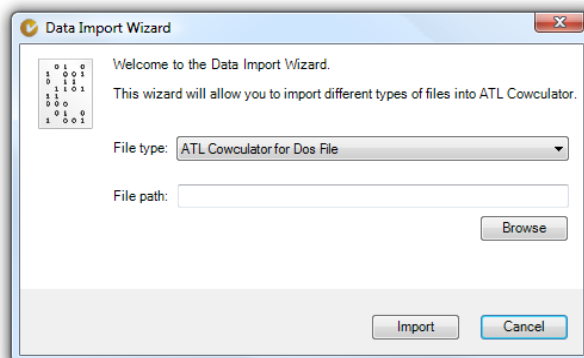 Data Import Wizard
Welcome to the Data Import Wizard.
This wizard will allow you to import different types of files into ATL Cowculator.
File type: ATL Cowculator for Dos File
File path:
Browse
Import Cancel